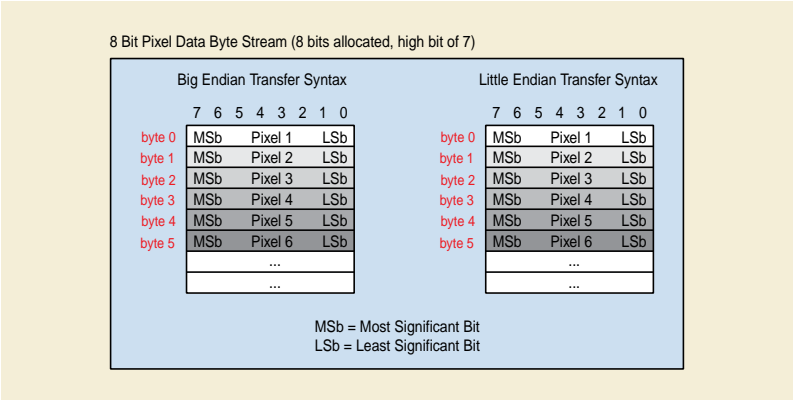 8 Bit Pixel Data Byte Stream (8 bits allocated, high bit of 7)
Big Endian Transfer Syntax
7 6 5 4 3 2 1 0
byte 0 MSb Pixel 1 LSb
byte 1 MSb Pixel 2 LSb
byte 2 MSb Pixel 3 LSb
byte 3 MSb Pixel 4 LSb
byte 4 MSb Pixel 5 LSb
byte 5 MSb Pixel 6 LSb
...
...
Little Endian Transfer Syntax
7 6 5 4 3 2 1 0
byte 0 MSb Pixel 1 LSb
byte 1 MSb Pixel 2 LSb
byte 2 MSb Pixel 3 LSb
byte 3 MSb Pixel 4 LSb
byte 4 MSb Pixel 5 LSb
byte 5 MSb Pixel 6 LSb
...
...
MSb = Most Significant Bit
LSb = Least Significant Bit